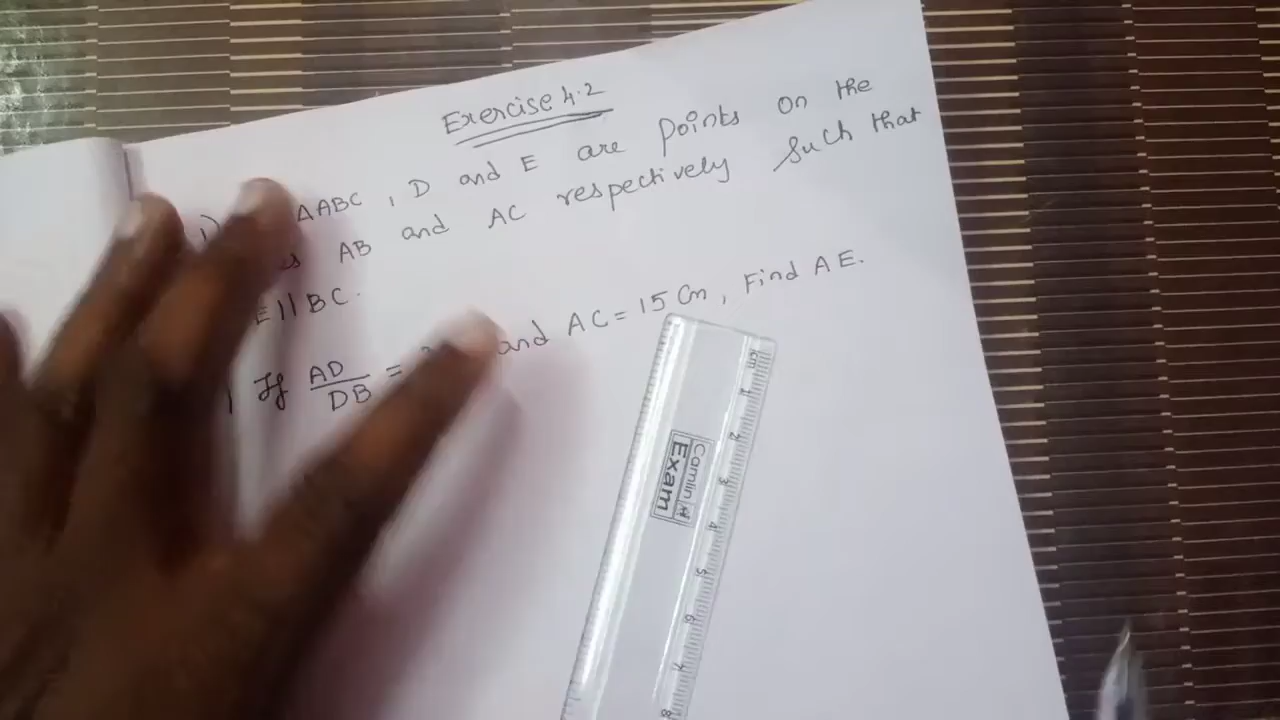 Exercise 4.2
1) ΔABC, D and E are points on the
AB and AC respectively such that
E||BC.
) If AD/DB = and AC = 15 Cm, Find AE.
Camlin
Exam
cm 1 2 3 4 5 6 7 8